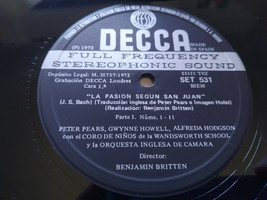 DECCA
(P) 1972
MADE IN SPAIN
FULL FREQUENCY
STEREOPHONIC SOUND
Depósito Legal: M. 35757-1972
Grabación DECCA Londres
Cara 1.ª
SET 531
BIEM
"LA PASION SEGUN SAN JUAN"
(J. S. Bach) (Traducción inglesa de Peter Pears e Imogen Holst)
(Realización: Benjamin Britten)
Parte I. Núms. 1 - 11
PETER PEARS, GWYNNE HOWELL, ALFREDA HODGSON
con el CORO DE NIÑOS de la WANDSWORTH SCHOOL
y la ORQUESTA INGLESA DE CAMARA
Director:
BENJAMIN BRITTEN